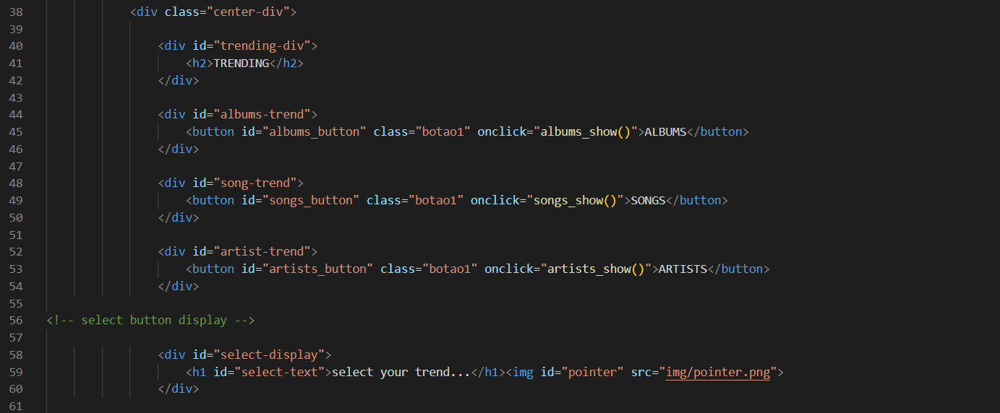 38 <div class="center-div">
39
40 <div id="trending-div">
41 <h2>TRENDING</h2>
42 </div>
43
44 <div id="albums-trend">
45 <button id="albums_button" class="botao1" onclick="albums_show()">ALBUMS</button>
46 </div>
47
48 <div id="song-trend">
49 <button id="songs_button" class="botao1" onclick="songs_show()">SONGS</button>
50 </div>
51
52 <div id="artist-trend">
53 <button id="artists_button" class="botao1" onclick="artists_show()">ARTISTS</button>
54 </div>
55
56 <!-- select button display -->
57
58 <div id="select-display">
59 <h1 id="select-text">select your trend...</h1><img id="pointer" src="img/pointer.png">
60 </div>
61